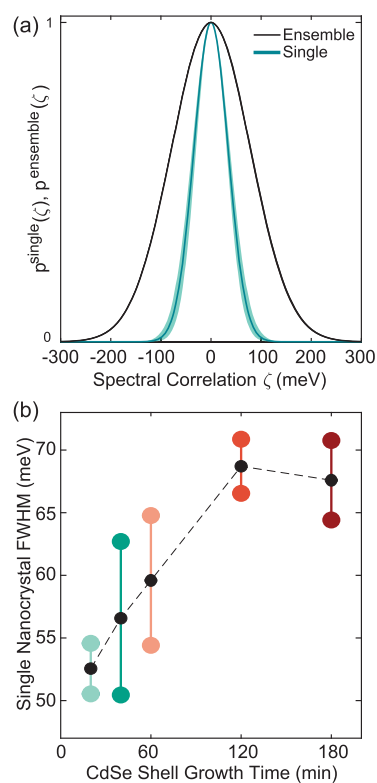 (a)
1
Ensemble
Single
p^single(ζ), p^ensemble(ζ)
0
-300 -200 -100 0 100 200 300
Spectral Correlation ζ (meV)
(b)
70
65
60
55
50
Single Nanocrystal FWHM (meV)
0 60 120 180
CdSe Shell Growth Time (min)